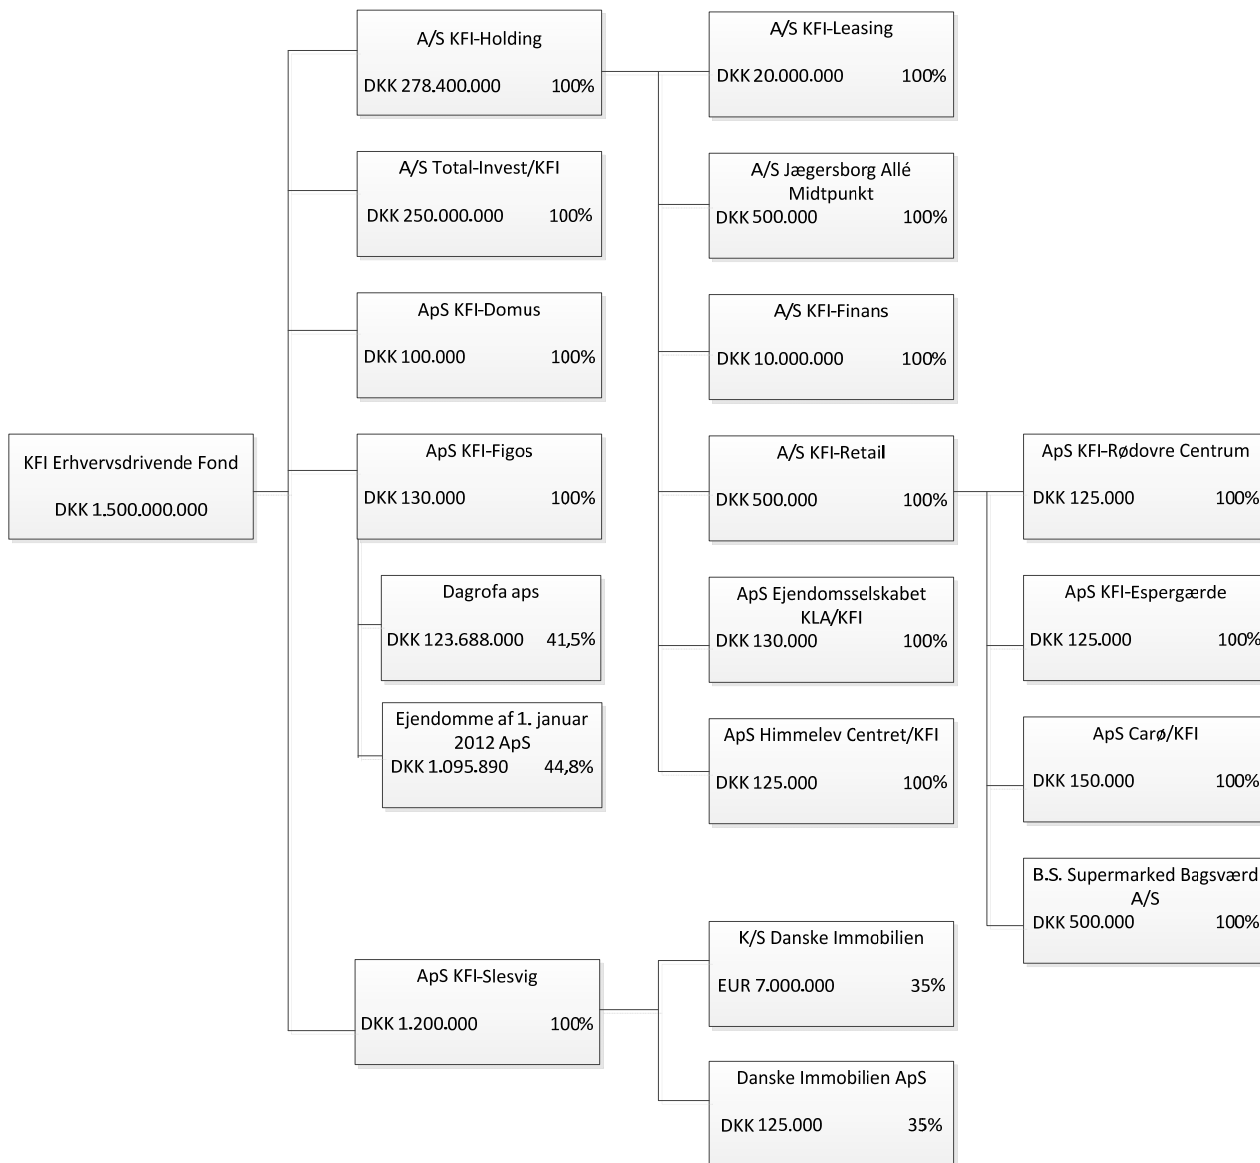 A/S KFI-Holding
DKK 278.400.000 100%
A/S KFI-Leasing
DKK 20.000.000 100%
A/S Total-Invest/KFI
DKK 250.000.000 100%
A/S Jægersborg Allé
Midtpunkt
DKK 500.000 100%
ApS KFI-Domus
DKK 100.000 100%
A/S KFI-Finans
DKK 10.000.000 100%
KFI Erhvervsdrivende Fond
DKK 1.500.000.000
ApS KFI-Figos
DKK 130.000 100%
A/S KFI-Retail
DKK 500.000 100%
ApS KFI-Rødovre Centrum
DKK 125.000 100%
Dagrofa aps
DKK 123.688.000 41,5%
ApS Ejendomsselskabet
KLA/KFI
DKK 130.000 100%
ApS KFI-Espergærde
DKK 125.000 100%
Ejendomme af 1. januar
2012 ApS
DKK 1.095.890 44,8%
ApS Himmelev Centret/KFI
DKK 125.000 100%
ApS Carø/KFI
DKK 150.000 100%
B.S. Supermarked Bagsværd
A/S
DKK 500.000 100%
ApS KFI-Slesvig
DKK 1.200.000 100%
K/S Danske Immobilien
EUR 7.000.000 35%
Danske Immobilien ApS
DKK 125.000 35%